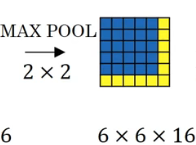 MAX POOL
2 × 2
6
6 × 6 × 16